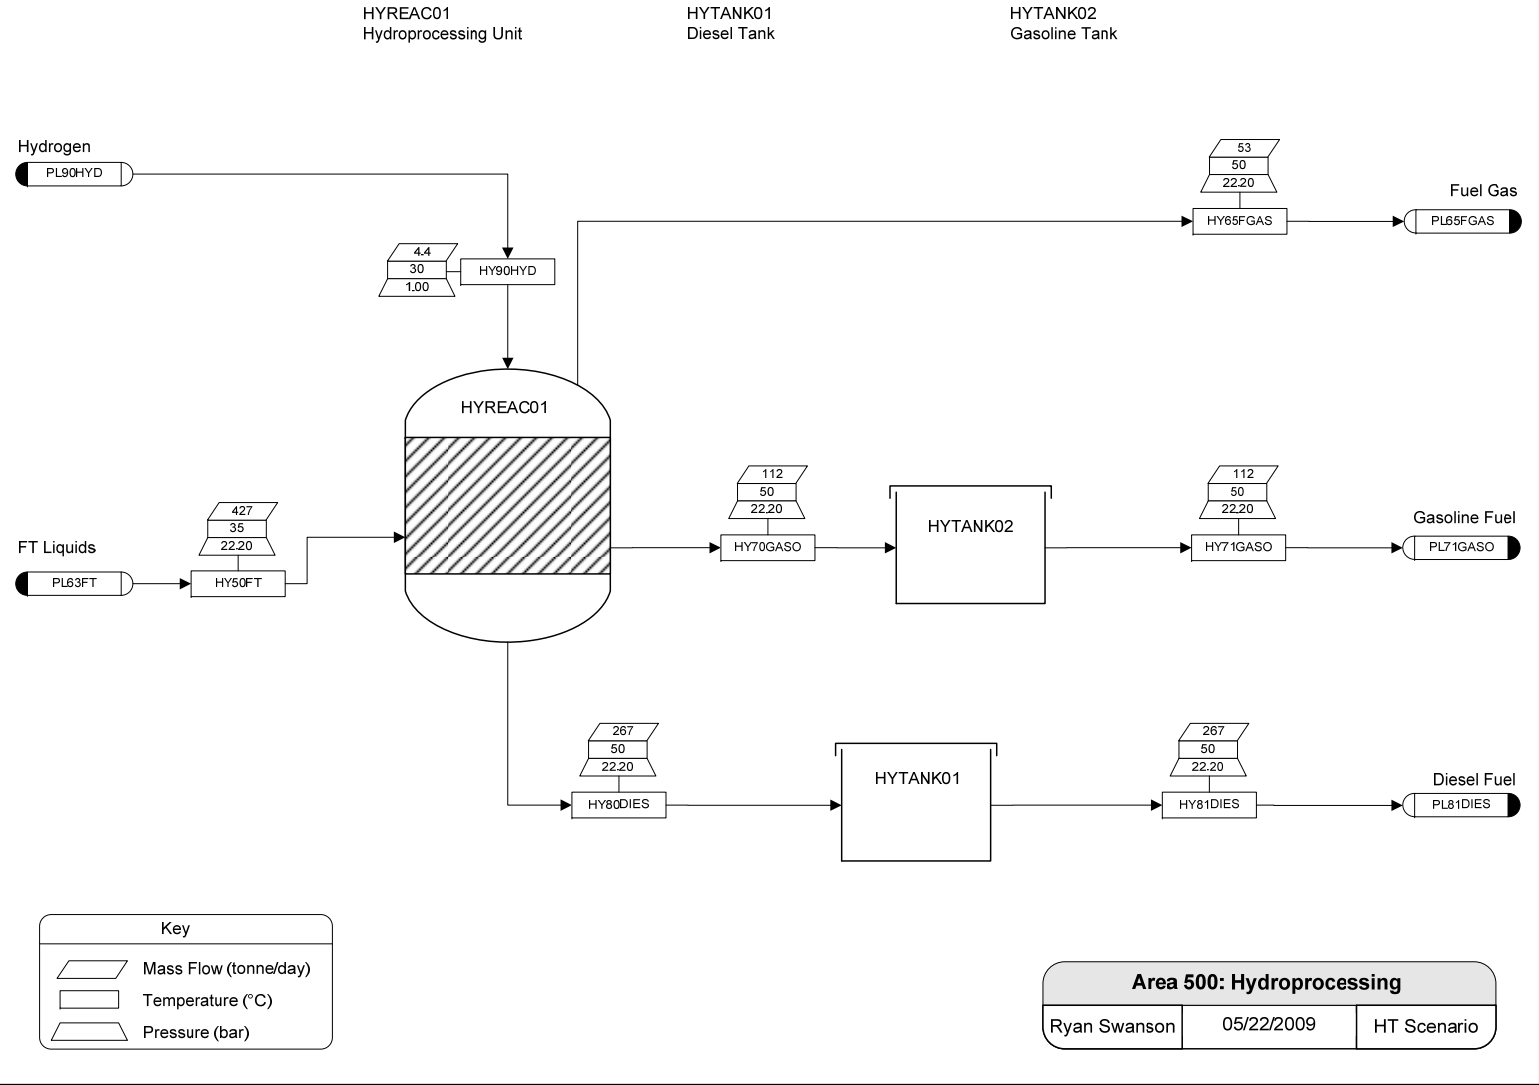 HYREAC01
Hydroprocessing Unit
HYTANK01
Diesel Tank
HYTANK02
Gasoline Tank
Hydrogen
PL90HYD
53
50
22.20
HY65FGAS
Fuel Gas
PL65FGAS
4.4
30
1.00
HY90HYD
HYREAC01
427
35
22.20
FT Liquids
PL63FT
HY50FT
112
50
22.20
HY70GASO
HYTANK02
112
50
22.20
HY71GASO
Gasoline Fuel
PL71GASO
267
50
22.20
HY80DIES
HYTANK01
267
50
22.20
HY81DIES
Diesel Fuel
PL81DIES
Key
Mass Flow (tonne/day)
Temperature (°C)
Pressure (bar)
Area 500: Hydroprocessing
Ryan Swanson
05/22/2009
HT Scenario